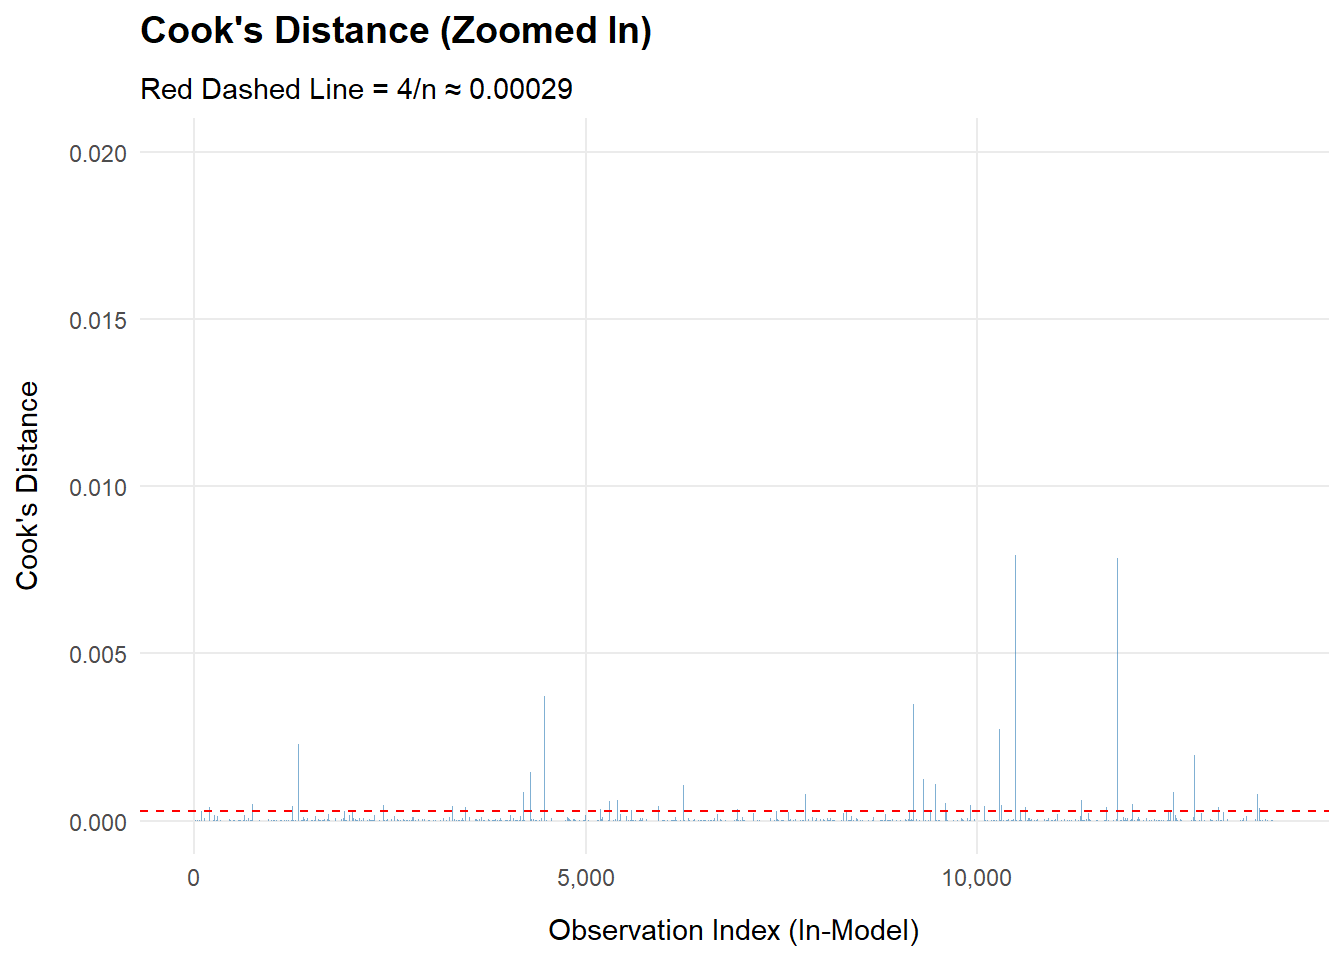 Cook's Distance (Zoomed In)
Red Dashed Line = 4/n ≈ 0.00029
0.020
0.015
0.010
0.005
0.000
Cook's Distance
0
5,000
10,000
Observation Index (In-Model)